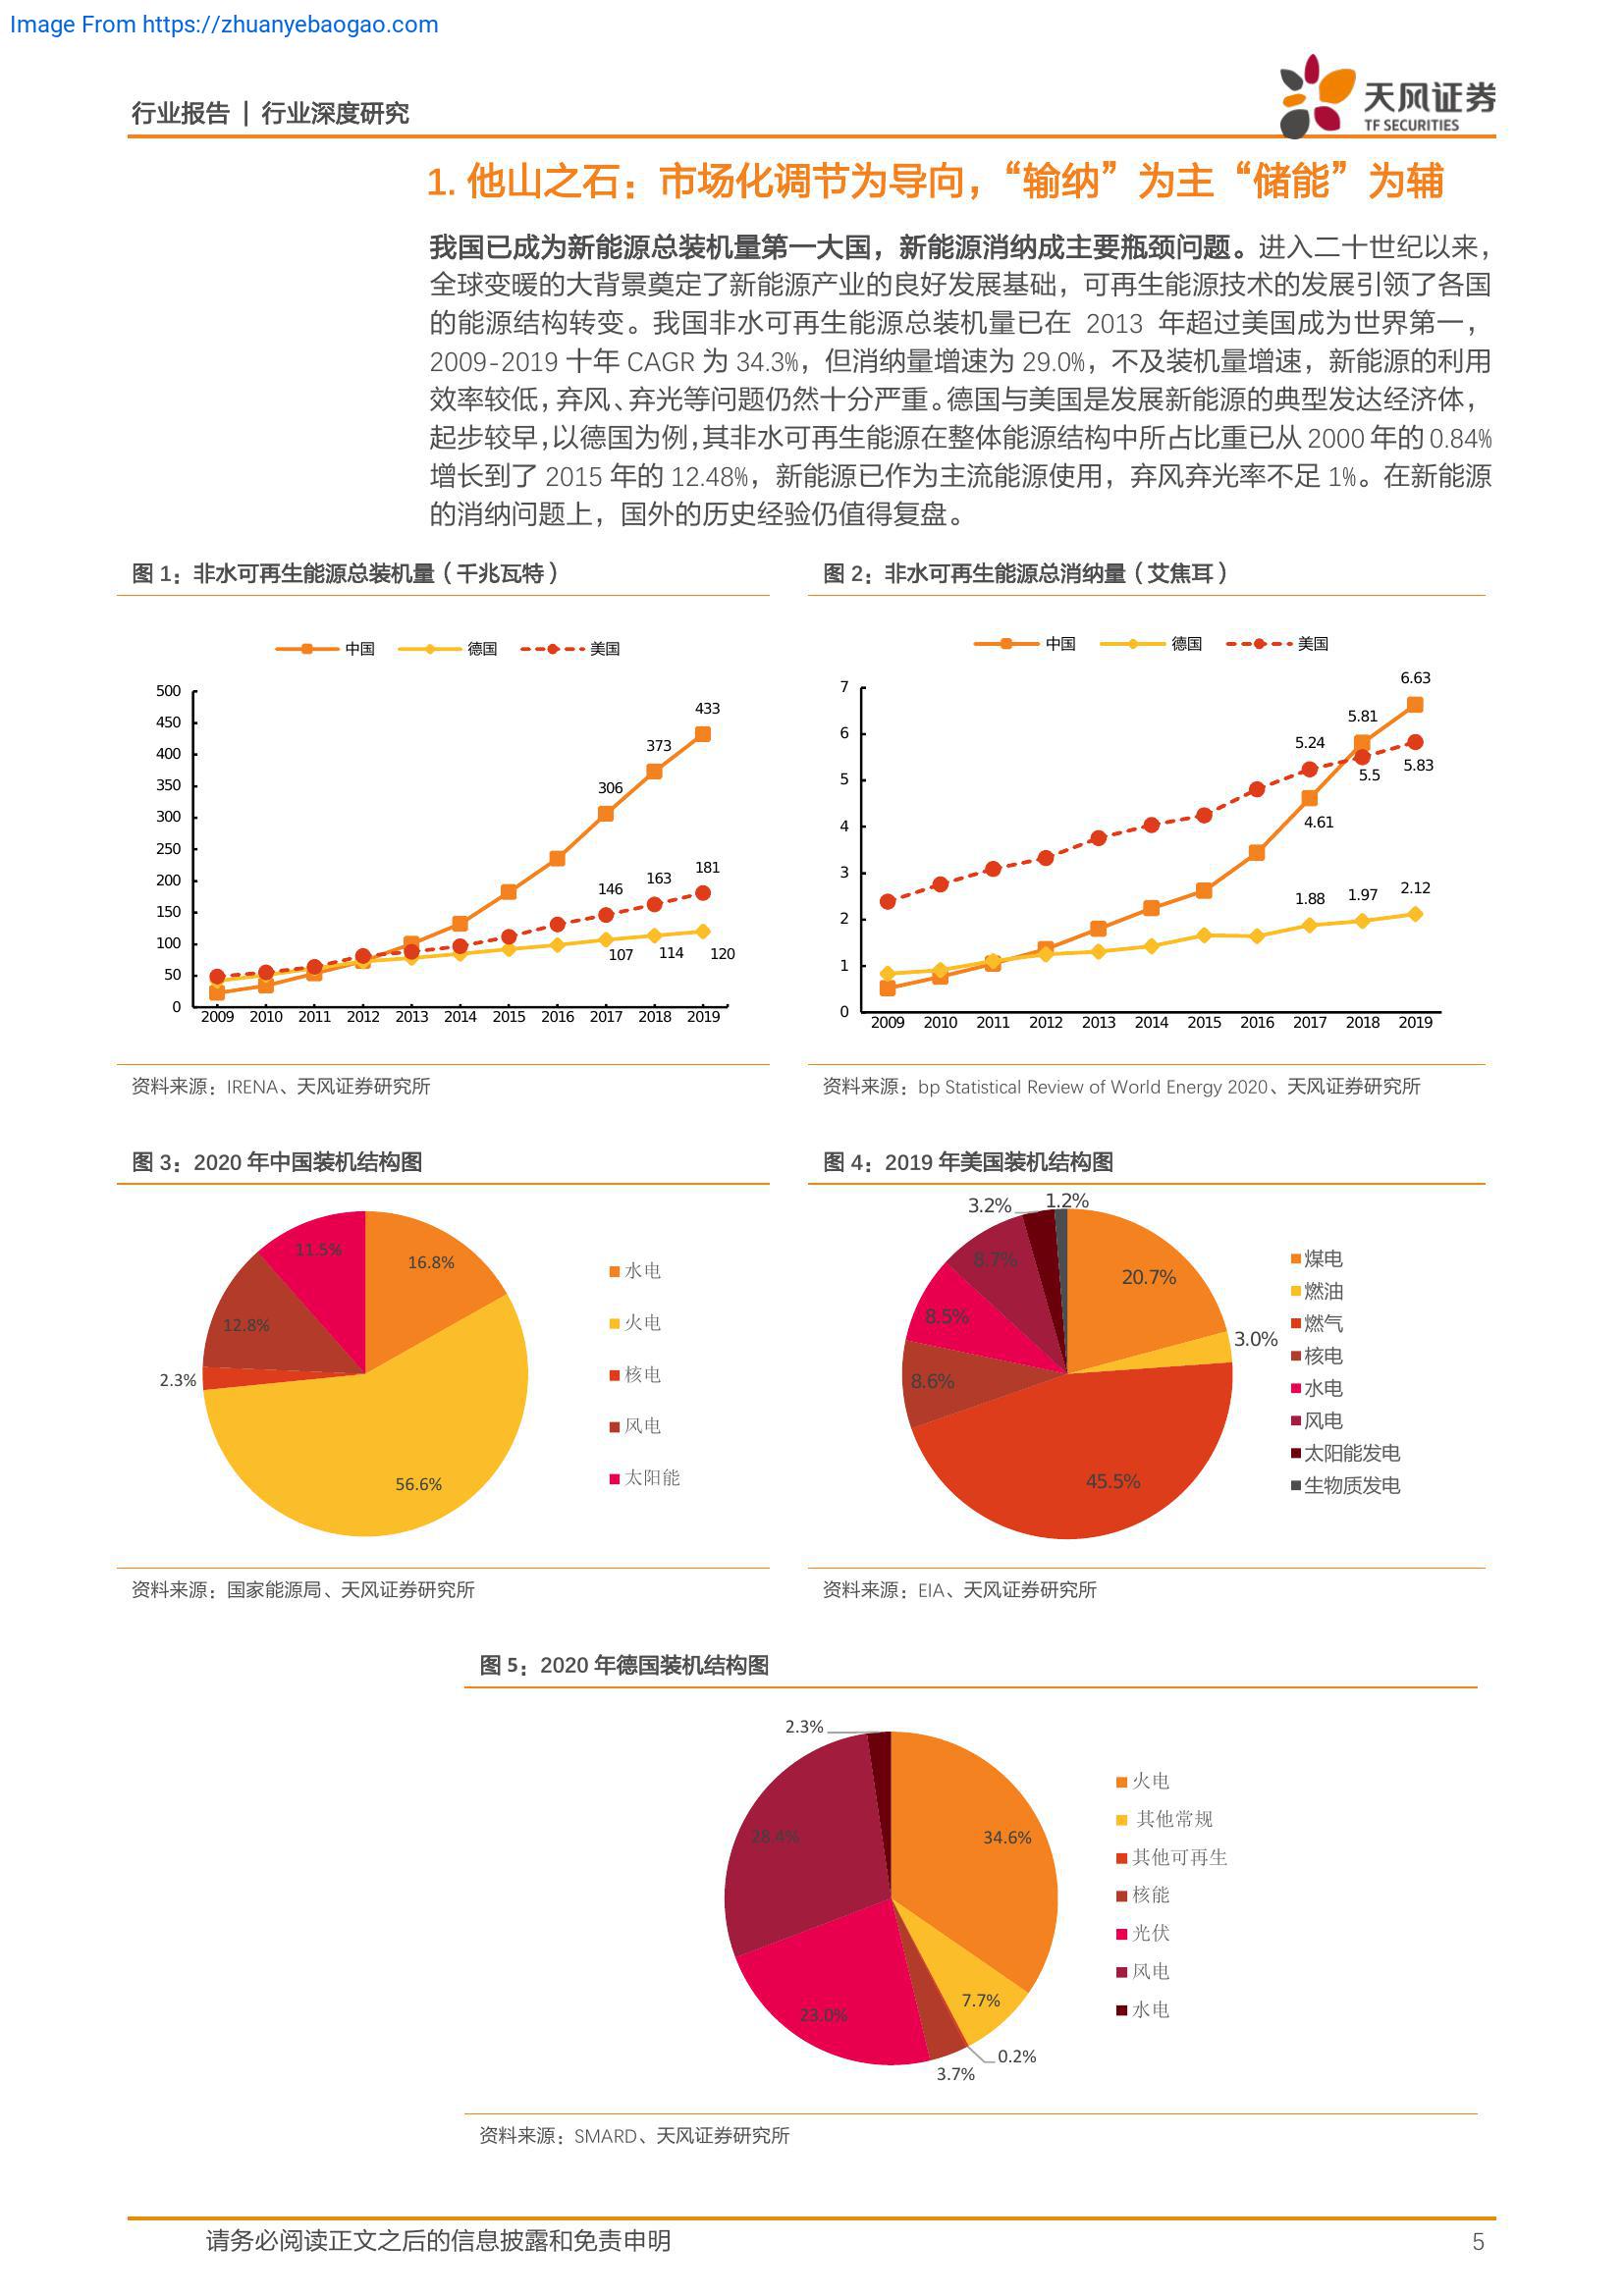 Image From https://zhuanyebaogao.com
行业报告 | 行业深度研究
天风证券
TF SECURITIES
1. 他山之石：市场化调节为导向，“输纳”为主“储能”为辅
我国已成为新能源总装机量第一大国，新能源消纳成主要瓶颈问题。进入二十世纪以来，
全球变暖的大背景奠定了新能源产业的良好发展基础，可再生能源技术的发展引领了各国
的能源结构转变。我国非水可再生能源总装机量已在 2013 年超过美国成为世界第一，
2009-2019 十年 CAGR 为 34.3%，但消纳量增速为 29.0%，不及装机量增速，新能源的利用
效率较低，弃风、弃光等问题仍然十分严重。德国与美国是发展新能源的典型发达经济体，
起步较早，以德国为例，其非水可再生能源在整体能源结构中所占比重已从 2000 年的 0.84%
增长到了 2015 年的 12.48%，新能源已作为主流能源使用，弃风弃光率不足 1%。在新能源
的消纳问题上，国外的历史经验仍值得复盘。
图 1：非水可再生能源总装机量（千兆瓦特）
中国 德国 美国
500
450
400
350
300
250
200
150
100
50
0
433
373
306
181
163
146
107 114 120
2009 2010 2011 2012 2013 2014 2015 2016 2017 2018 2019
资料来源：IRENA、天风证券研究所
图 2：非水可再生能源总消纳量（艾焦耳）
中国 德国 美国
7
6
5
4
3
2
1
0
6.63
5.81
5.24
5.83
5.5
4.61
1.88 1.97 2.12
2009 2010 2011 2012 2013 2014 2015 2016 2017 2018 2019
资料来源：bp Statistical Review of World Energy 2020、天风证券研究所
图 3：2020 年中国装机结构图
11.5%
16.8%
12.8%
2.3%
56.6%
水电
火电
核电
风电
太阳能
资料来源：国家能源局、天风证券研究所
图 4：2019 年美国装机结构图
3.2% 1.2%
8.7%
20.7%
8.5%
3.0%
8.6%
45.5%
煤电
燃油
燃气
核电
水电
风电
太阳能发电
生物质发电
资料来源：EIA、天风证券研究所
图 5：2020 年德国装机结构图
2.3%
28.4%
34.6%
7.7%
23.0%
0.2%
3.7%
火电
其他常规
其他可再生
核能
光伏
风电
水电
资料来源：SMARD、天风证券研究所
请务必阅读正文之后的信息披露和免责申明
5